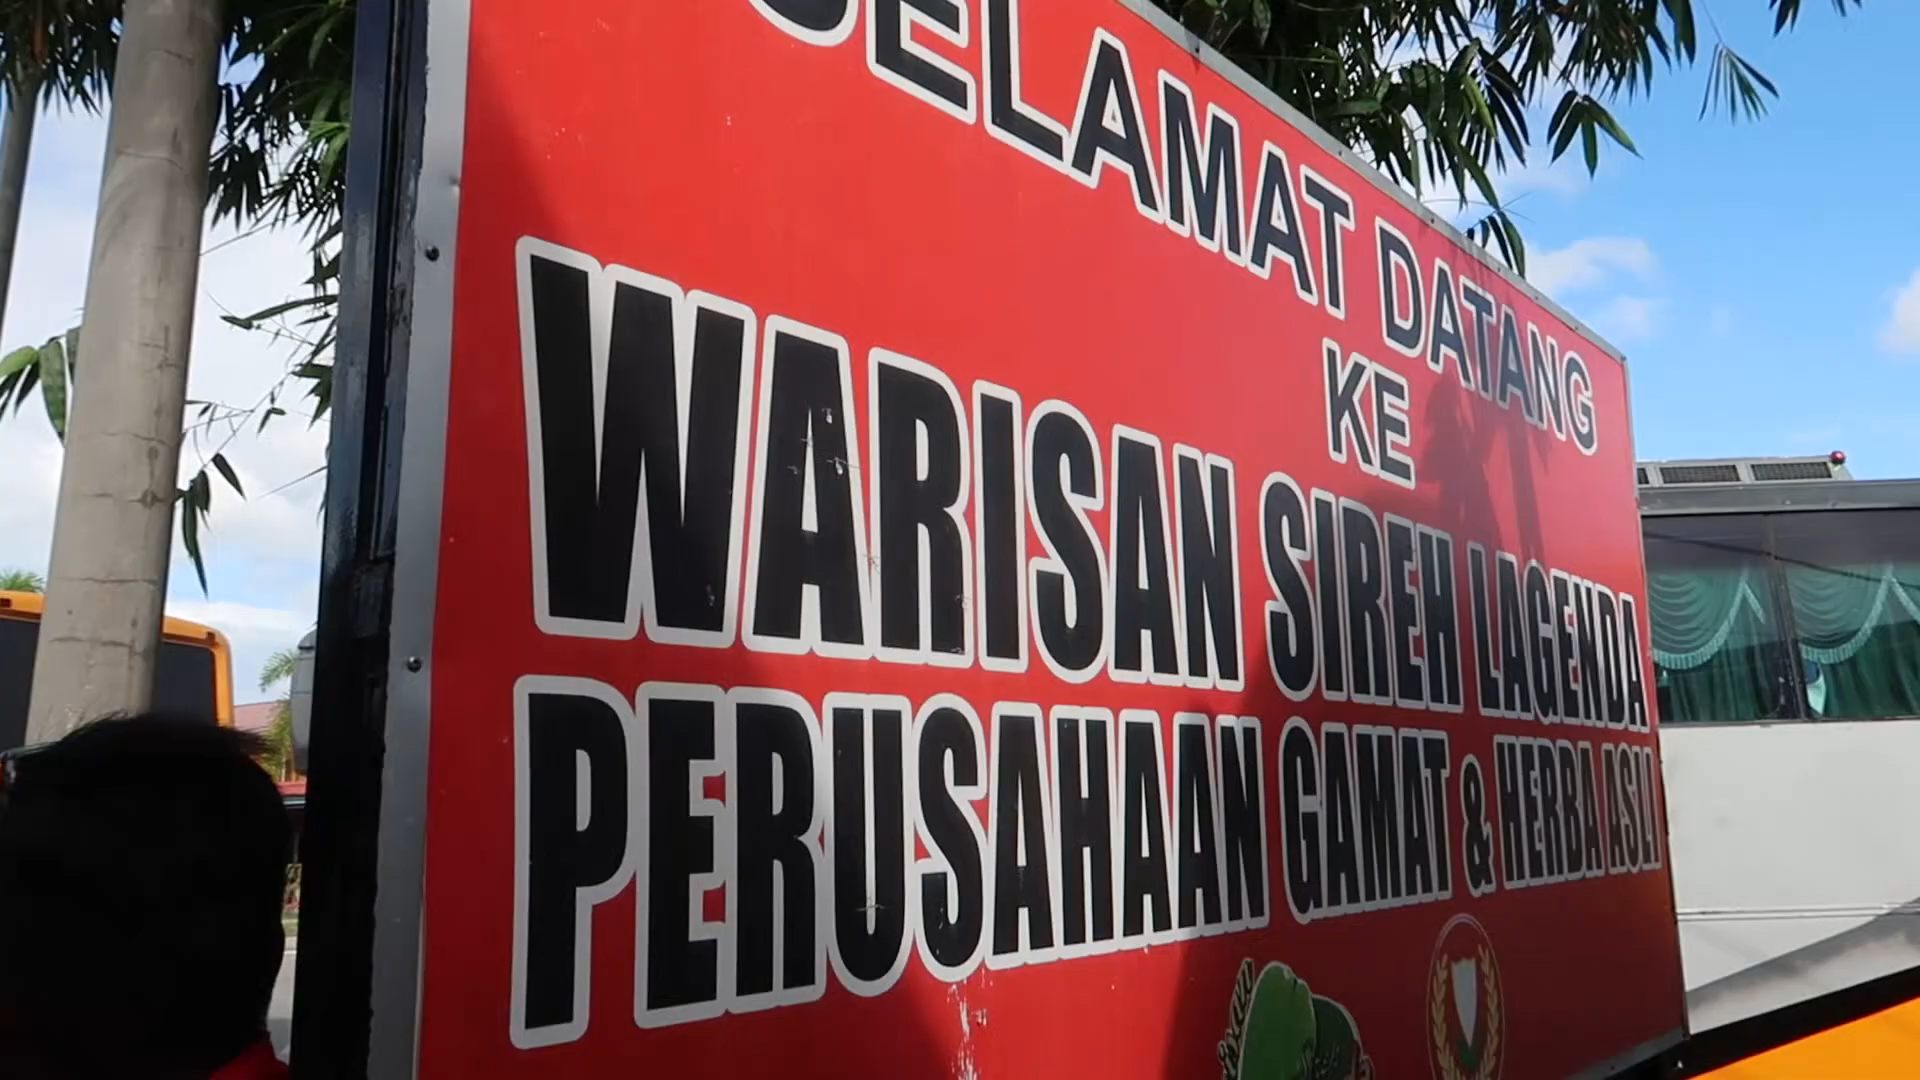 SELAMAT DATANG
KE
WARISAN SIREH LAGENDA
PERUSAHAAN GAMAT & HERBA ASLI